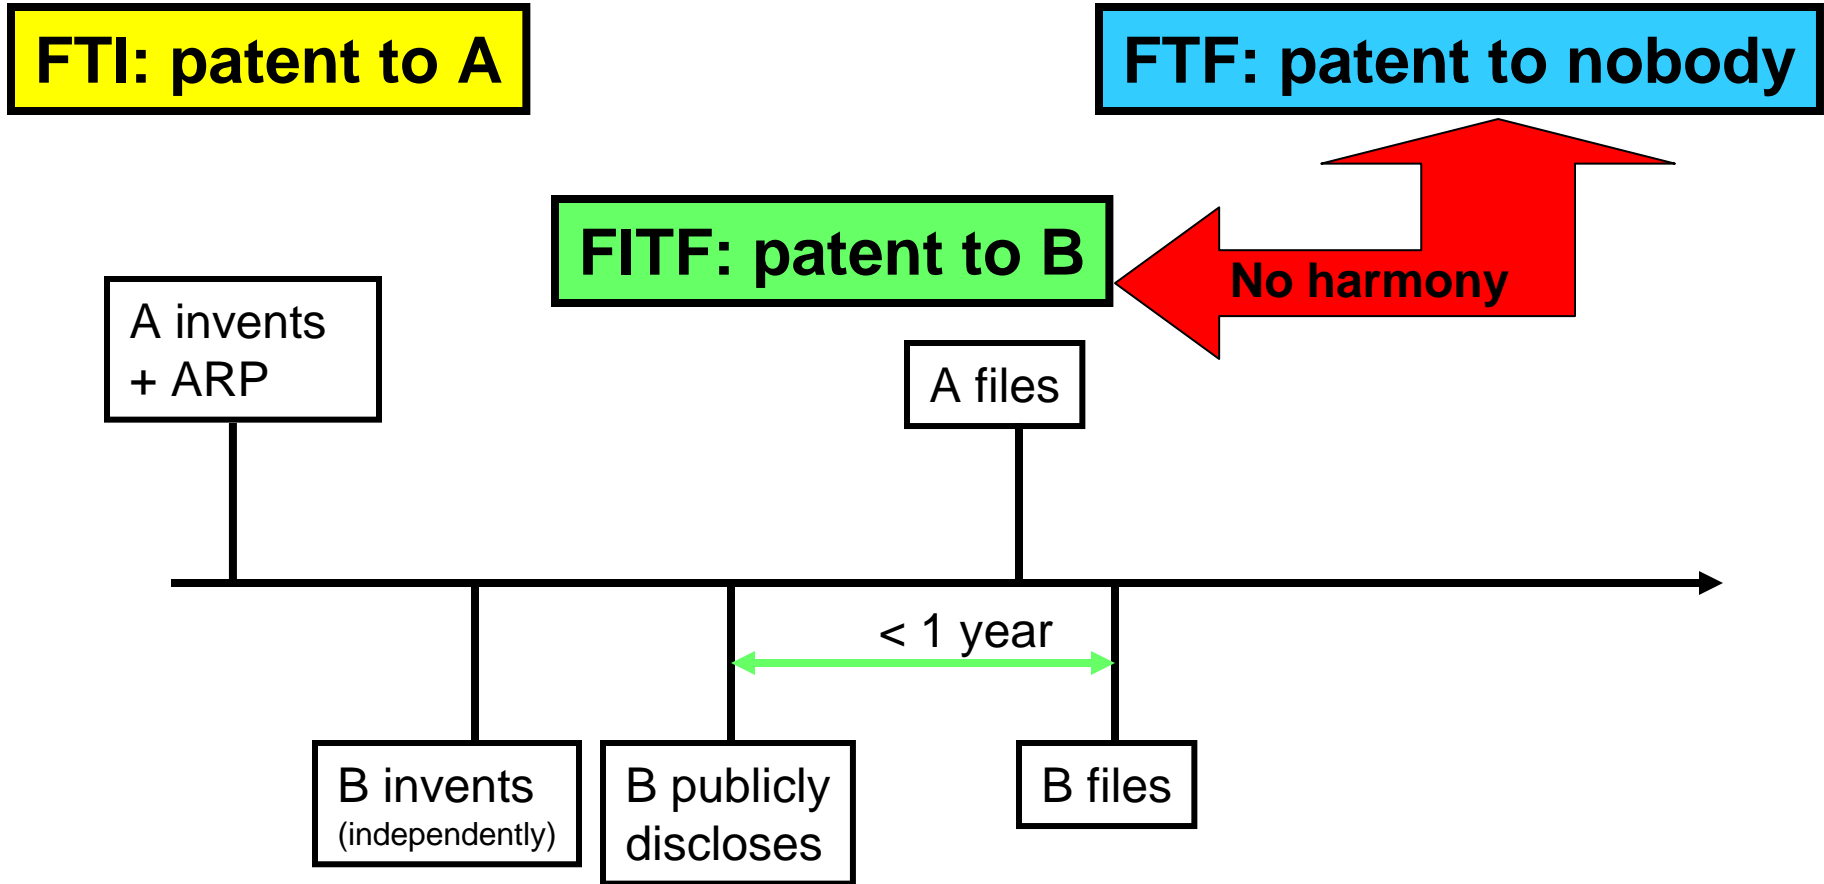 FTI: patent to A
FTF: patent to nobody
FITF: patent to B
No harmony
A invents
+ ARP
A files
< 1 year
B invents
(independently)
B publicly
discloses
B files